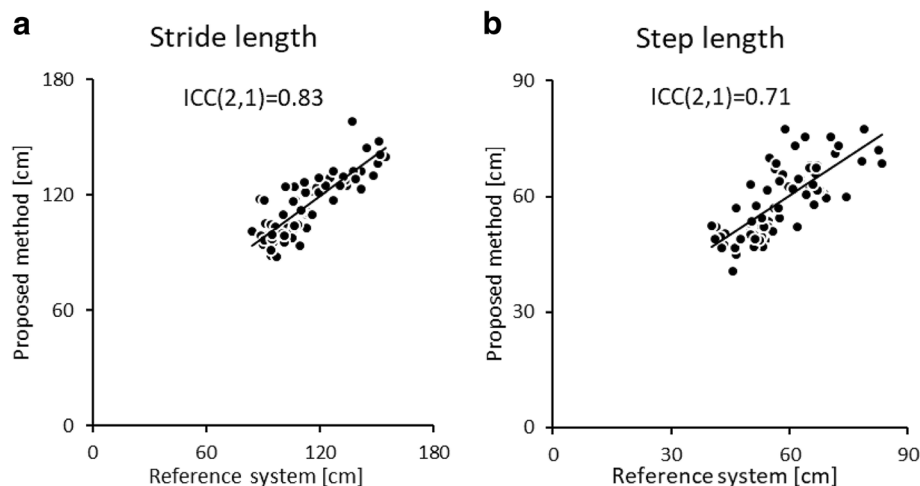 a
Stride length
ICC(2,1)=0.83
Proposed method [cm]
180
120
60
0
0 60 120 180
Reference system [cm]
b
Step length
ICC(2,1)=0.71
Proposed method [cm]
90
60
30
0
0 30 60 90
Reference system [cm]